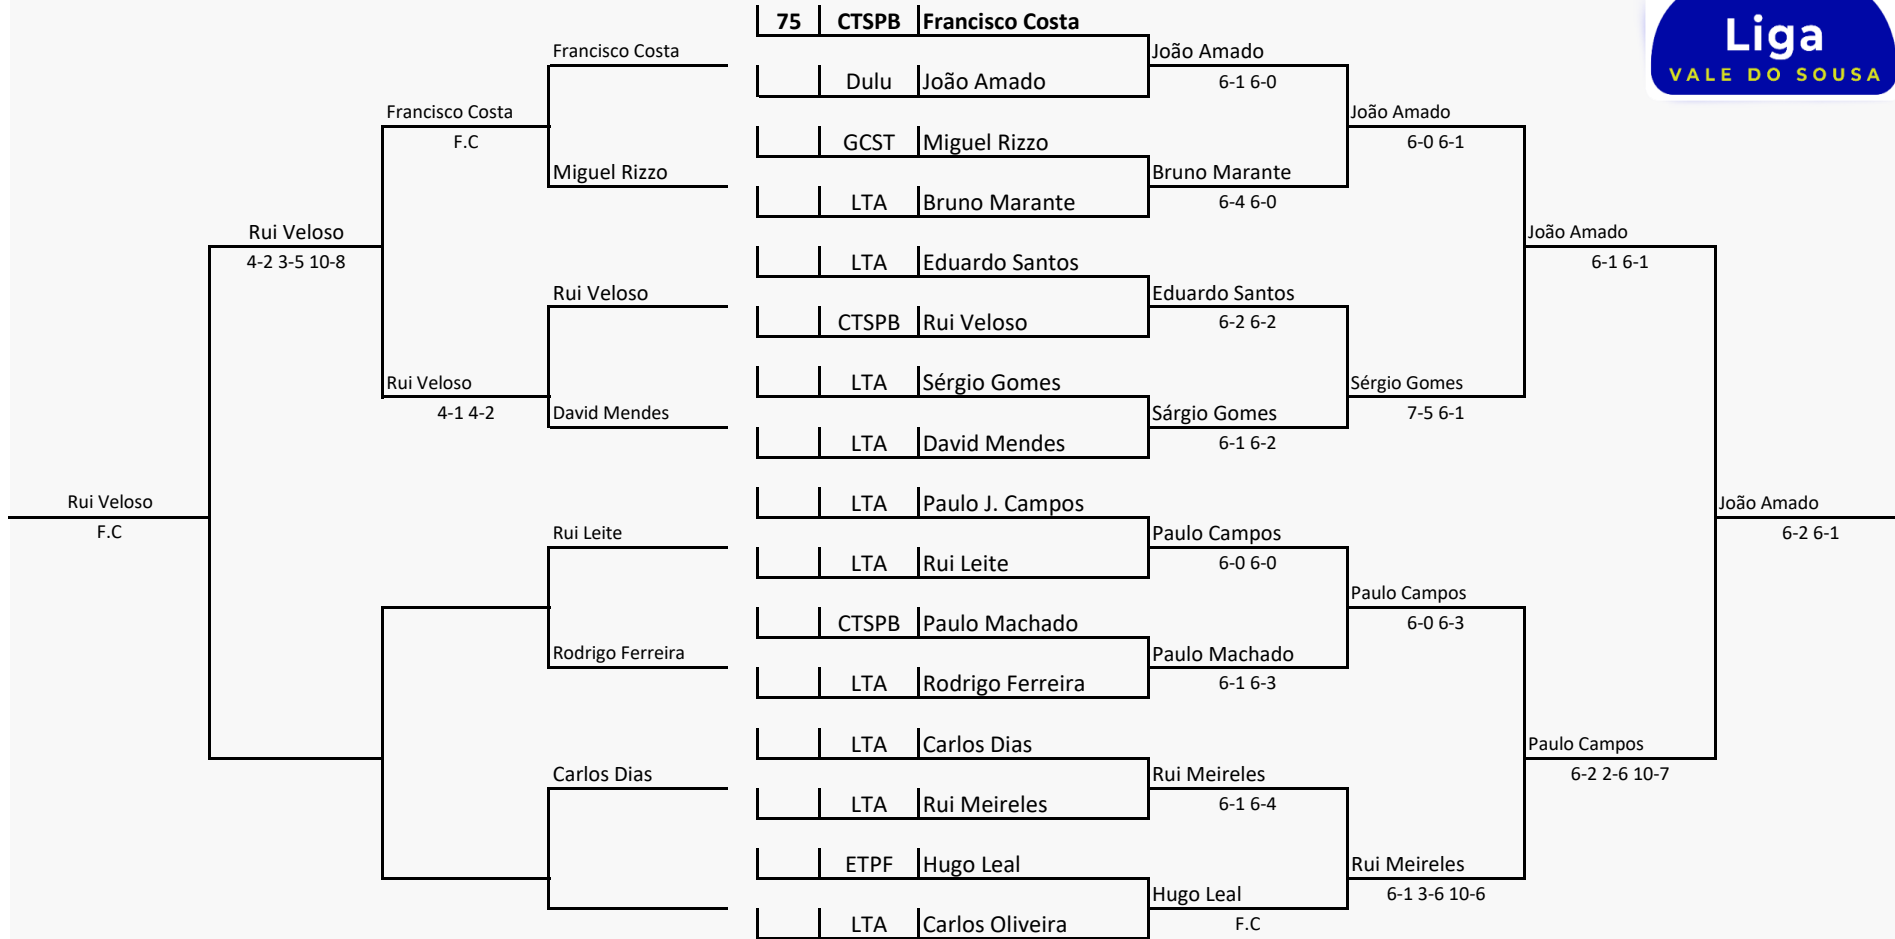 75 CTSPB Francisco Costa
Liga
VALE DO SOUSA
Francisco Costa
João Amado
Dulu João Amado
6-1 6-0
Francisco Costa
João Amado
F.C
GCST Miguel Rizzo
6-0 6-1
Miguel Rizzo
Bruno Marante
LTA Bruno Marante
6-4 6-0
Rui Veloso
João Amado
4-2 3-5 10-8
LTA Eduardo Santos
6-1 6-1
Rui Veloso
Eduardo Santos
CTSPB Rui Veloso
6-2 6-2
Rui Veloso
LTA Sérgio Gomes
Sérgio Gomes
4-1 4-2
David Mendes
Sárgio Gomes
7-5 6-1
LTA David Mendes
6-1 6-2
Rui Veloso
LTA Paulo J. Campos
João Amado
F.C
Rui Leite
Paulo Campos
6-2 6-1
LTA Rui Leite
6-0 6-0
Paulo Campos
CTSPB Paulo Machado
6-0 6-3
Rodrigo Ferreira
Paulo Machado
LTA Rodrigo Ferreira
6-1 6-3
LTA Carlos Dias
Paulo Campos
Carlos Dias
Rui Meireles
6-2 2-6 10-7
LTA Rui Meireles
6-1 6-4
ETPF Hugo Leal
Rui Meireles
Hugo Leal
6-1 3-6 10-6
LTA Carlos Oliveira
F.C